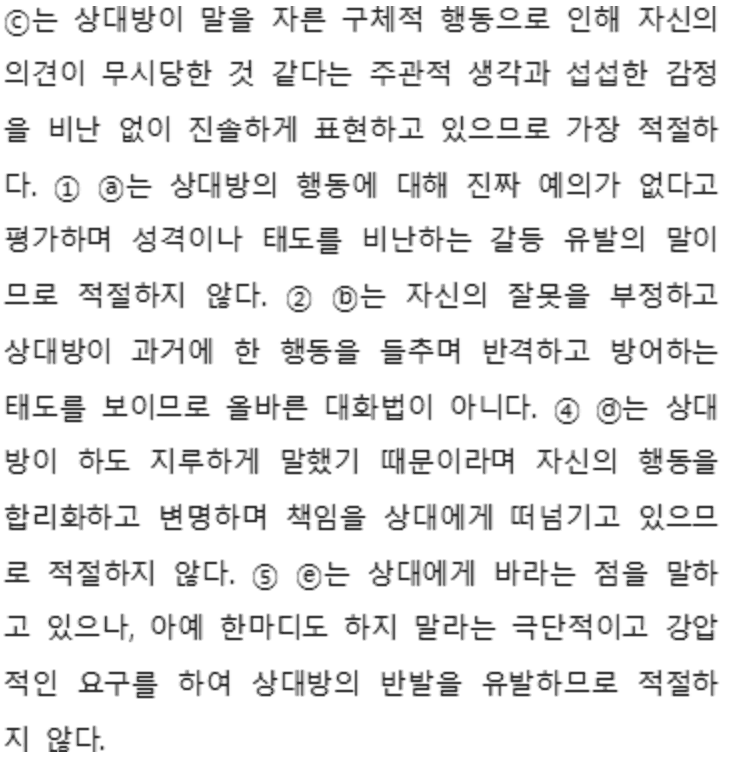 ⓒ는 상대방이 말을 자른 구체적 행동으로 인해 자신의
의견이 무시당한 것 같다는 주관적 생각과 섭섭한 감정
을 비난 없이 진솔하게 표현하고 있으므로 가장 적절하
다. ① ⓐ는 상대방의 행동에 대해 진짜 예의가 없다고
평가하며 성격이나 태도를 비난하는 갈등 유발의 말이
므로 적절하지 않다. ② ⓑ는 자신의 잘못을 부정하고
상대방이 과거에 한 행동을 들추며 반격하고 방어하는
태도를 보이므로 올바른 대화법이 아니다. ④ ⓓ는 상대
방이 하도 지루하게 말했기 때문이라며 자신의 행동을
합리화하고 변명하며 책임을 상대에게 떠넘기고 있으므
로 적절하지 않다. ⑤ ⓔ는 상대에게 바라는 점을 말하
고 있으나, 아예 한마디도 하지 말라는 극단적이고 강압
적인 요구를 하여 상대방의 반발을 유발하므로 적절하
지 않다.